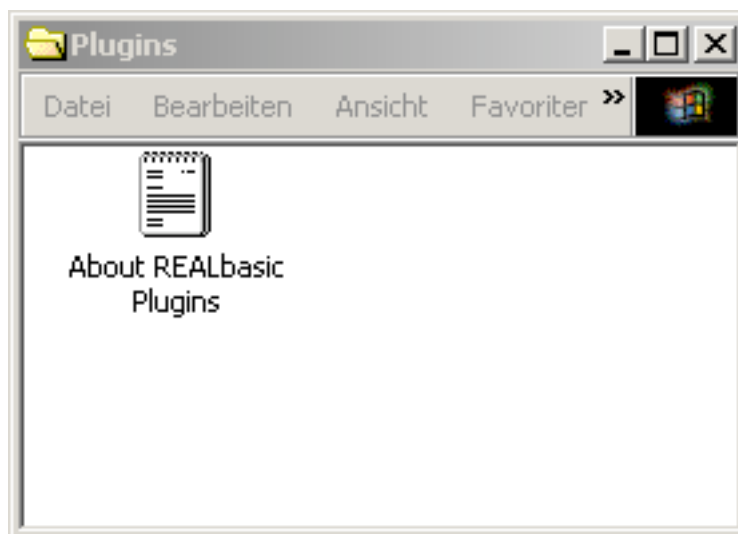 Plugins
Datei Bearbeiten Ansicht Favoriter »
About REALbasic
Plugins